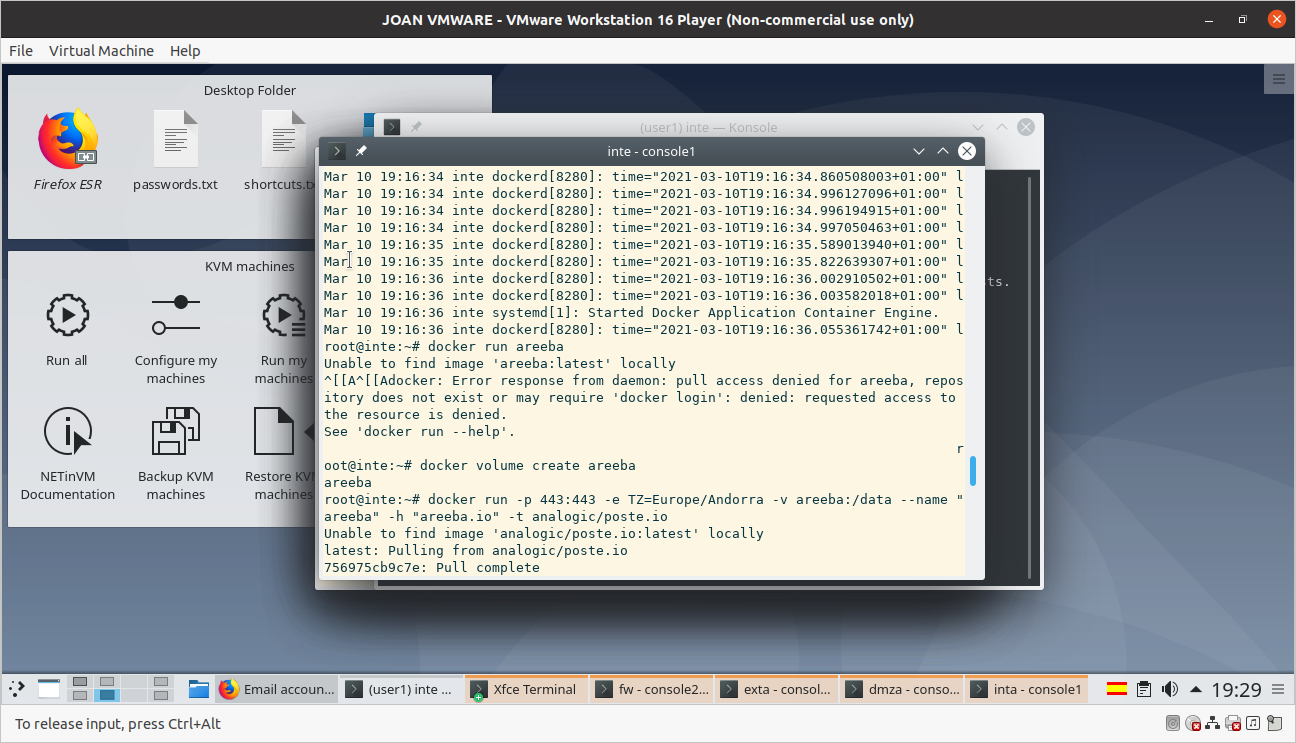 JOAN VMWARE - VMware Workstation 16 Player (Non-commercial use only)
File Virtual Machine Help
Desktop Folder
Firefox ESR
passwords.txt
shortcuts.tx
KVM machines
Run all
Configure my
machines
Run my
machines
NETinVM
Documentation
Backup KVM
machines
Restore KV
machine
(user1) inte — Konsole
ts.
inte - console1
Mar 10 19:16:34 inte dockerd[8280]: time="2021-03-10T19:16:34.860508003+01:00" l
Mar 10 19:16:34 inte dockerd[8280]: time="2021-03-10T19:16:34.996127096+01:00" l
Mar 10 19:16:34 inte dockerd[8280]: time="2021-03-10T19:16:34.996194915+01:00" l
Mar 10 19:16:34 inte dockerd[8280]: time="2021-03-10T19:16:34.997050463+01:00" l
Mar 10 19:16:35 inte dockerd[8280]: time="2021-03-10T19:16:35.589013940+01:00" l
Mar 10 19:16:35 inte dockerd[8280]: time="2021-03-10T19:16:35.822639307+01:00" l
Mar 10 19:16:36 inte dockerd[8280]: time="2021-03-10T19:16:36.002910502+01:00" l
Mar 10 19:16:36 inte dockerd[8280]: time="2021-03-10T19:16:36.003582018+01:00" l
Mar 10 19:16:36 inte systemd[1]: Started Docker Application Container Engine.
Mar 10 19:16:36 inte dockerd[8280]: time="2021-03-10T19:16:36.055361742+01:00" l
root@inte:~# docker run areeba
Unable to find image 'areeba:latest' locally
^[[A^[[Adocker: Error response from daemon: pull access denied for areeba, repos
itory does not exist or may require 'docker login': denied: requested access to
the resource is denied.
See 'docker run --help'.
r
oot@inte:~# docker volume create areeba
areeba
root@inte:~# docker run -p 443:443 -e TZ=Europe/Andorra -v areeba:/data --name "
areeba" -h "areeba.io" -t analogic/poste.io
Unable to find image 'analogic/poste.io:latest' locally
latest: Pulling from analogic/poste.io
756975cb9c7e: Pull complete
Email accoun...
(user1) inte ...
Xfce Terminal
fw - console2...
exta - consol...
dmza - conso...
inta - console1
19:29
To release input, press Ctrl+Alt